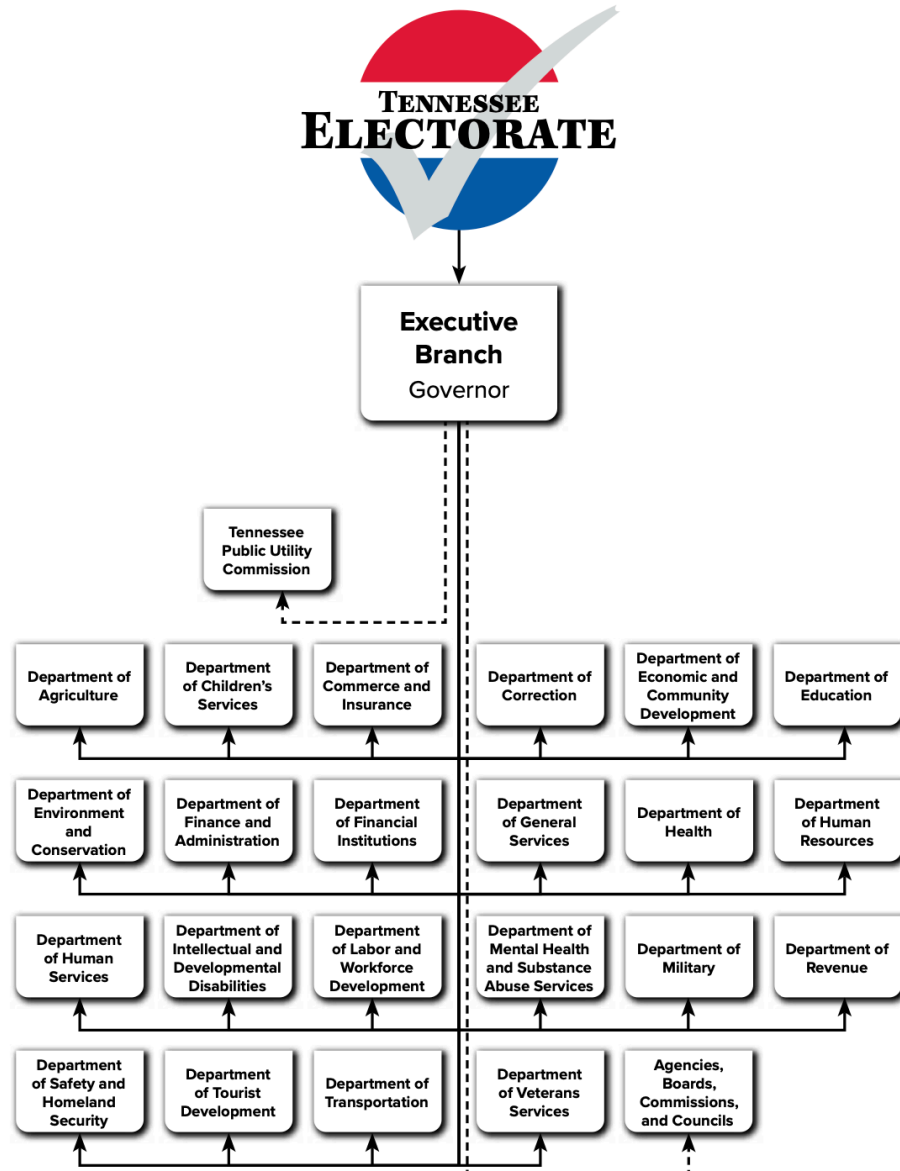 TENNESSEE
ELECTORATE
Executive
Branch
Governor
Tennessee
Public Utility
Commission
Department of
Agriculture
Department
of Children's
Services
Department of
Commerce and
Insurance
Department of
Correction
Department of
Economic and
Community
Development
Department of
Education
Department of
Environment
and
Conservation
Department of
Finance and
Administration
Department
of Financial
Institutions
Department
of General
Services
Department of
Health
Department
of Human
Resources
Department
of Human
Services
Department of
Intellectual and
Developmental
Disabilities
Department
of Labor and
Workforce
Development
Department of
Mental Health
and Substance
Abuse Services
Department of
Military
Department of
Revenue
Department
of Safety and
Homeland
Security
Department
of Tourist
Development
Department of
Transportation
Department
of Veterans
Services
Agencies,
Boards,
Commissions,
and Councils